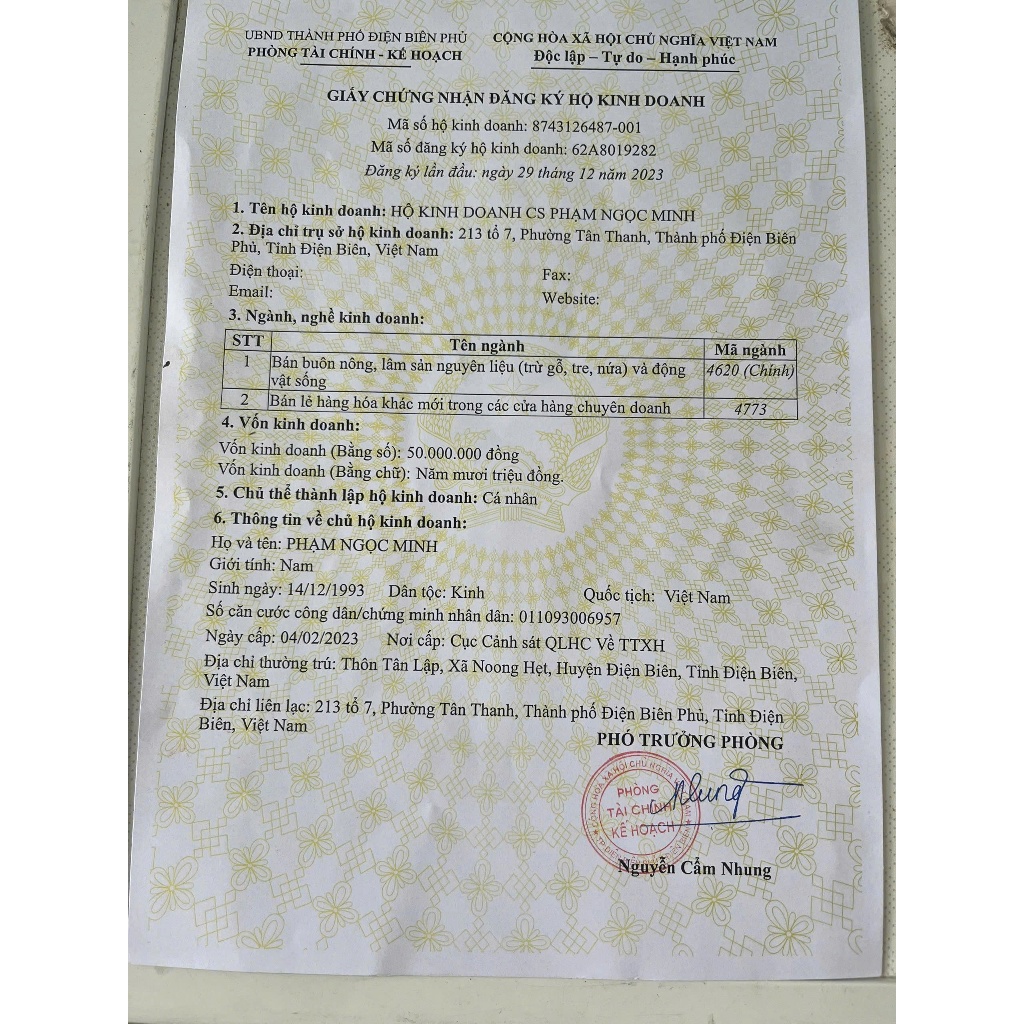 UBND THÀNH PHỐ ĐIỆN BIÊN PHỦ
PHÒNG TÀI CHÍNH - KẾ HOẠCH
CỘNG HÒA XÃ HỘI CHỦ NGHĨA VIỆT NAM
Độc lập – Tự do – Hạnh phúc
GIẤY CHỨNG NHẬN ĐĂNG KÝ HỘ KINH DOANH
Mã số hộ kinh doanh: 8743126487-001
Mã số đăng ký hộ kinh doanh: 62A8019282
Đăng ký lần đầu: ngày 29 tháng 12 năm 2023
1. Tên hộ kinh doanh: HỘ KINH DOANH CS PHẠM NGỌC MINH
2. Địa chỉ trụ sở hộ kinh doanh: 213 tổ 7, Phường Tân Thanh, Thành phố Điện Biên
Phủ, Tỉnh Điện Biên, Việt Nam
Điện thoại: Fax:
Email: Website:
3. Ngành, nghề kinh doanh:
STT Tên ngành Mã ngành
1 Bán buôn nông, lâm sản nguyên liệu (trừ gỗ, tre, nứa) và động 4620 (Chính)
vật sống
2 Bán lẻ hàng hóa khác mới trong các cửa hàng chuyên doanh 4773
4. Vốn kinh doanh:
Vốn kinh doanh (Bằng số): 50.000.000 đồng
Vốn kinh doanh (Bằng chữ): Năm mươi triệu đồng.
5. Chủ thể thành lập hộ kinh doanh: Cá nhân
6. Thông tin về chủ hộ kinh doanh:
Họ và tên: PHẠM NGỌC MINH
Giới tính: Nam
Sinh ngày: 14/12/1993 Dân tộc: Kinh Quốc tịch: Việt Nam
Số căn cước công dân/chứng minh nhân dân: 011093006957
Ngày cấp: 04/02/2023 Nơi cấp: Cục Cảnh sát QLHC Về TTXH
Địa chỉ thường trú: Thôn Tân Lập, Xã Noong Hẹt, Huyện Điện Biên, Tỉnh Điện Biên,
Việt Nam
Địa chỉ liên lạc: 213 tổ 7, Phường Tân Thanh, Thành phố Điện Biên Phủ, Tỉnh Điện
Biên, Việt Nam
PHÓ TRƯỞNG PHÒNG
PHÒNG
TÀI CHÍNH
KẾ HOẠCH
Nhung
Nguyễn Cẩm Nhung